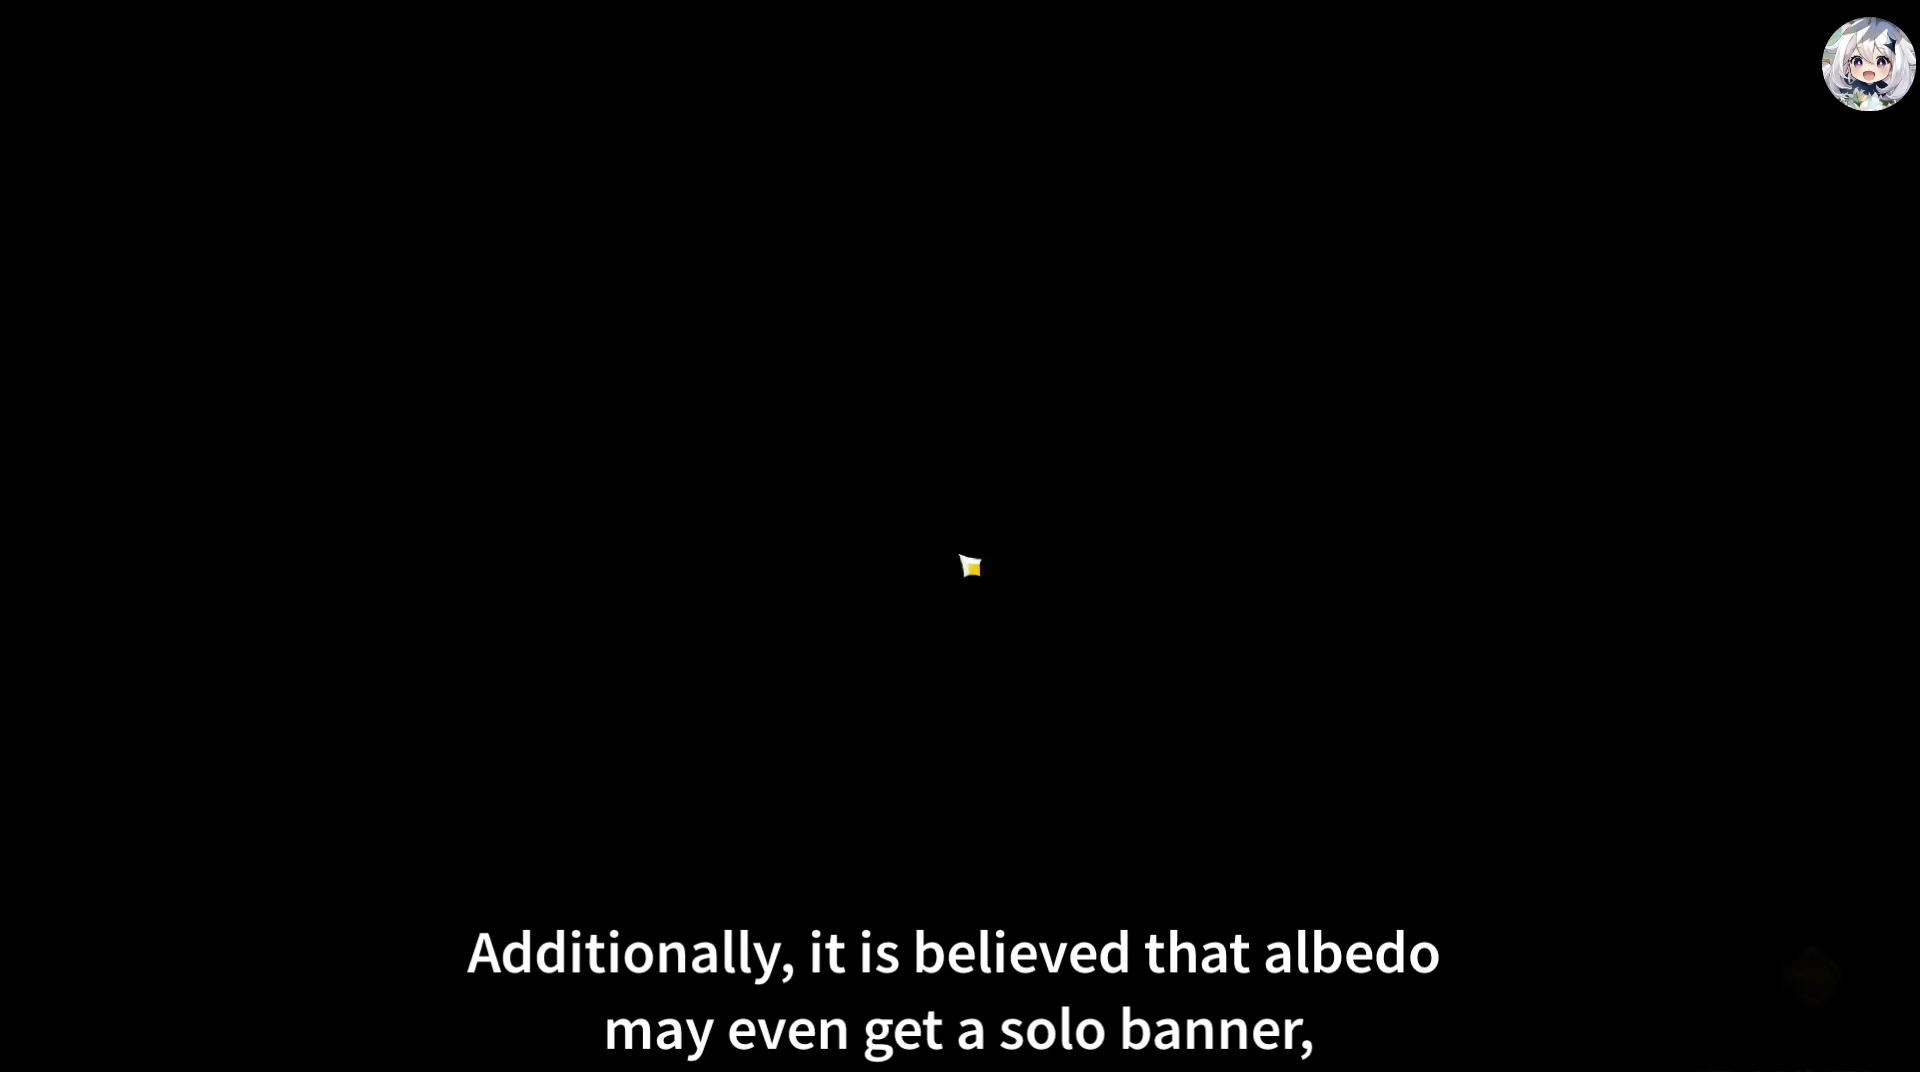 Additionally, it is believed that albedo
may even get a solo banner,